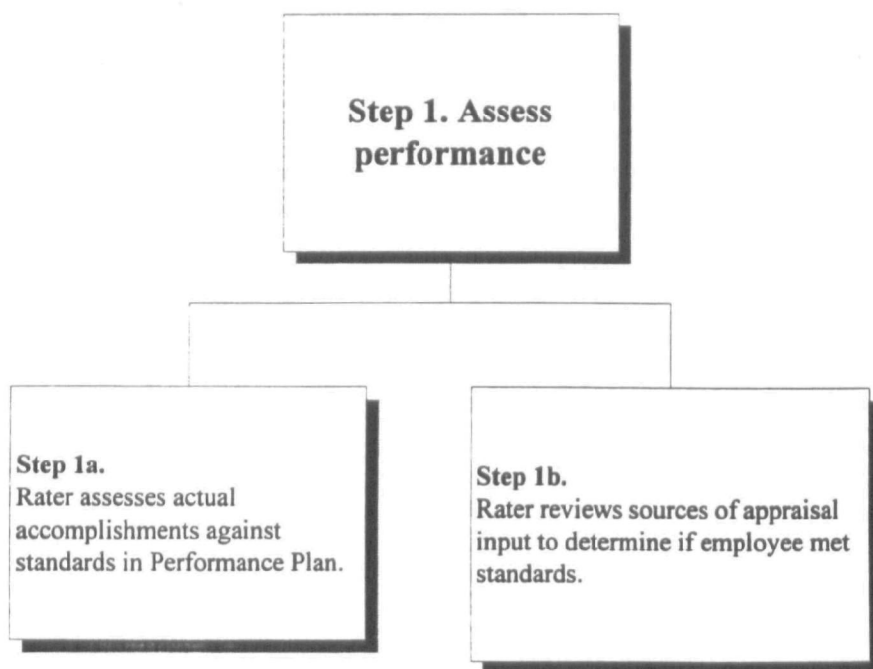 Step 1. Assess
performance
Step 1a.
Rater assesses actual
accomplishments against
standards in Performance Plan.
Step 1b.
Rater reviews sources of appraisal
input to determine if employee met
standards.